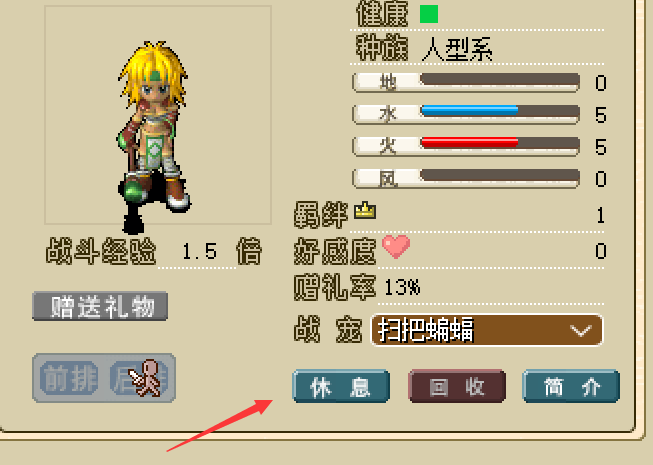 健康
种族 人型系
地 0
水 5
火 5
风 0
羁绊 1
好感度 0
战斗经验 1.5 倍
赠礼率 13%
赠送礼物
战 宠 扫把蝙蝠
前排
休 息 回 收 简 介